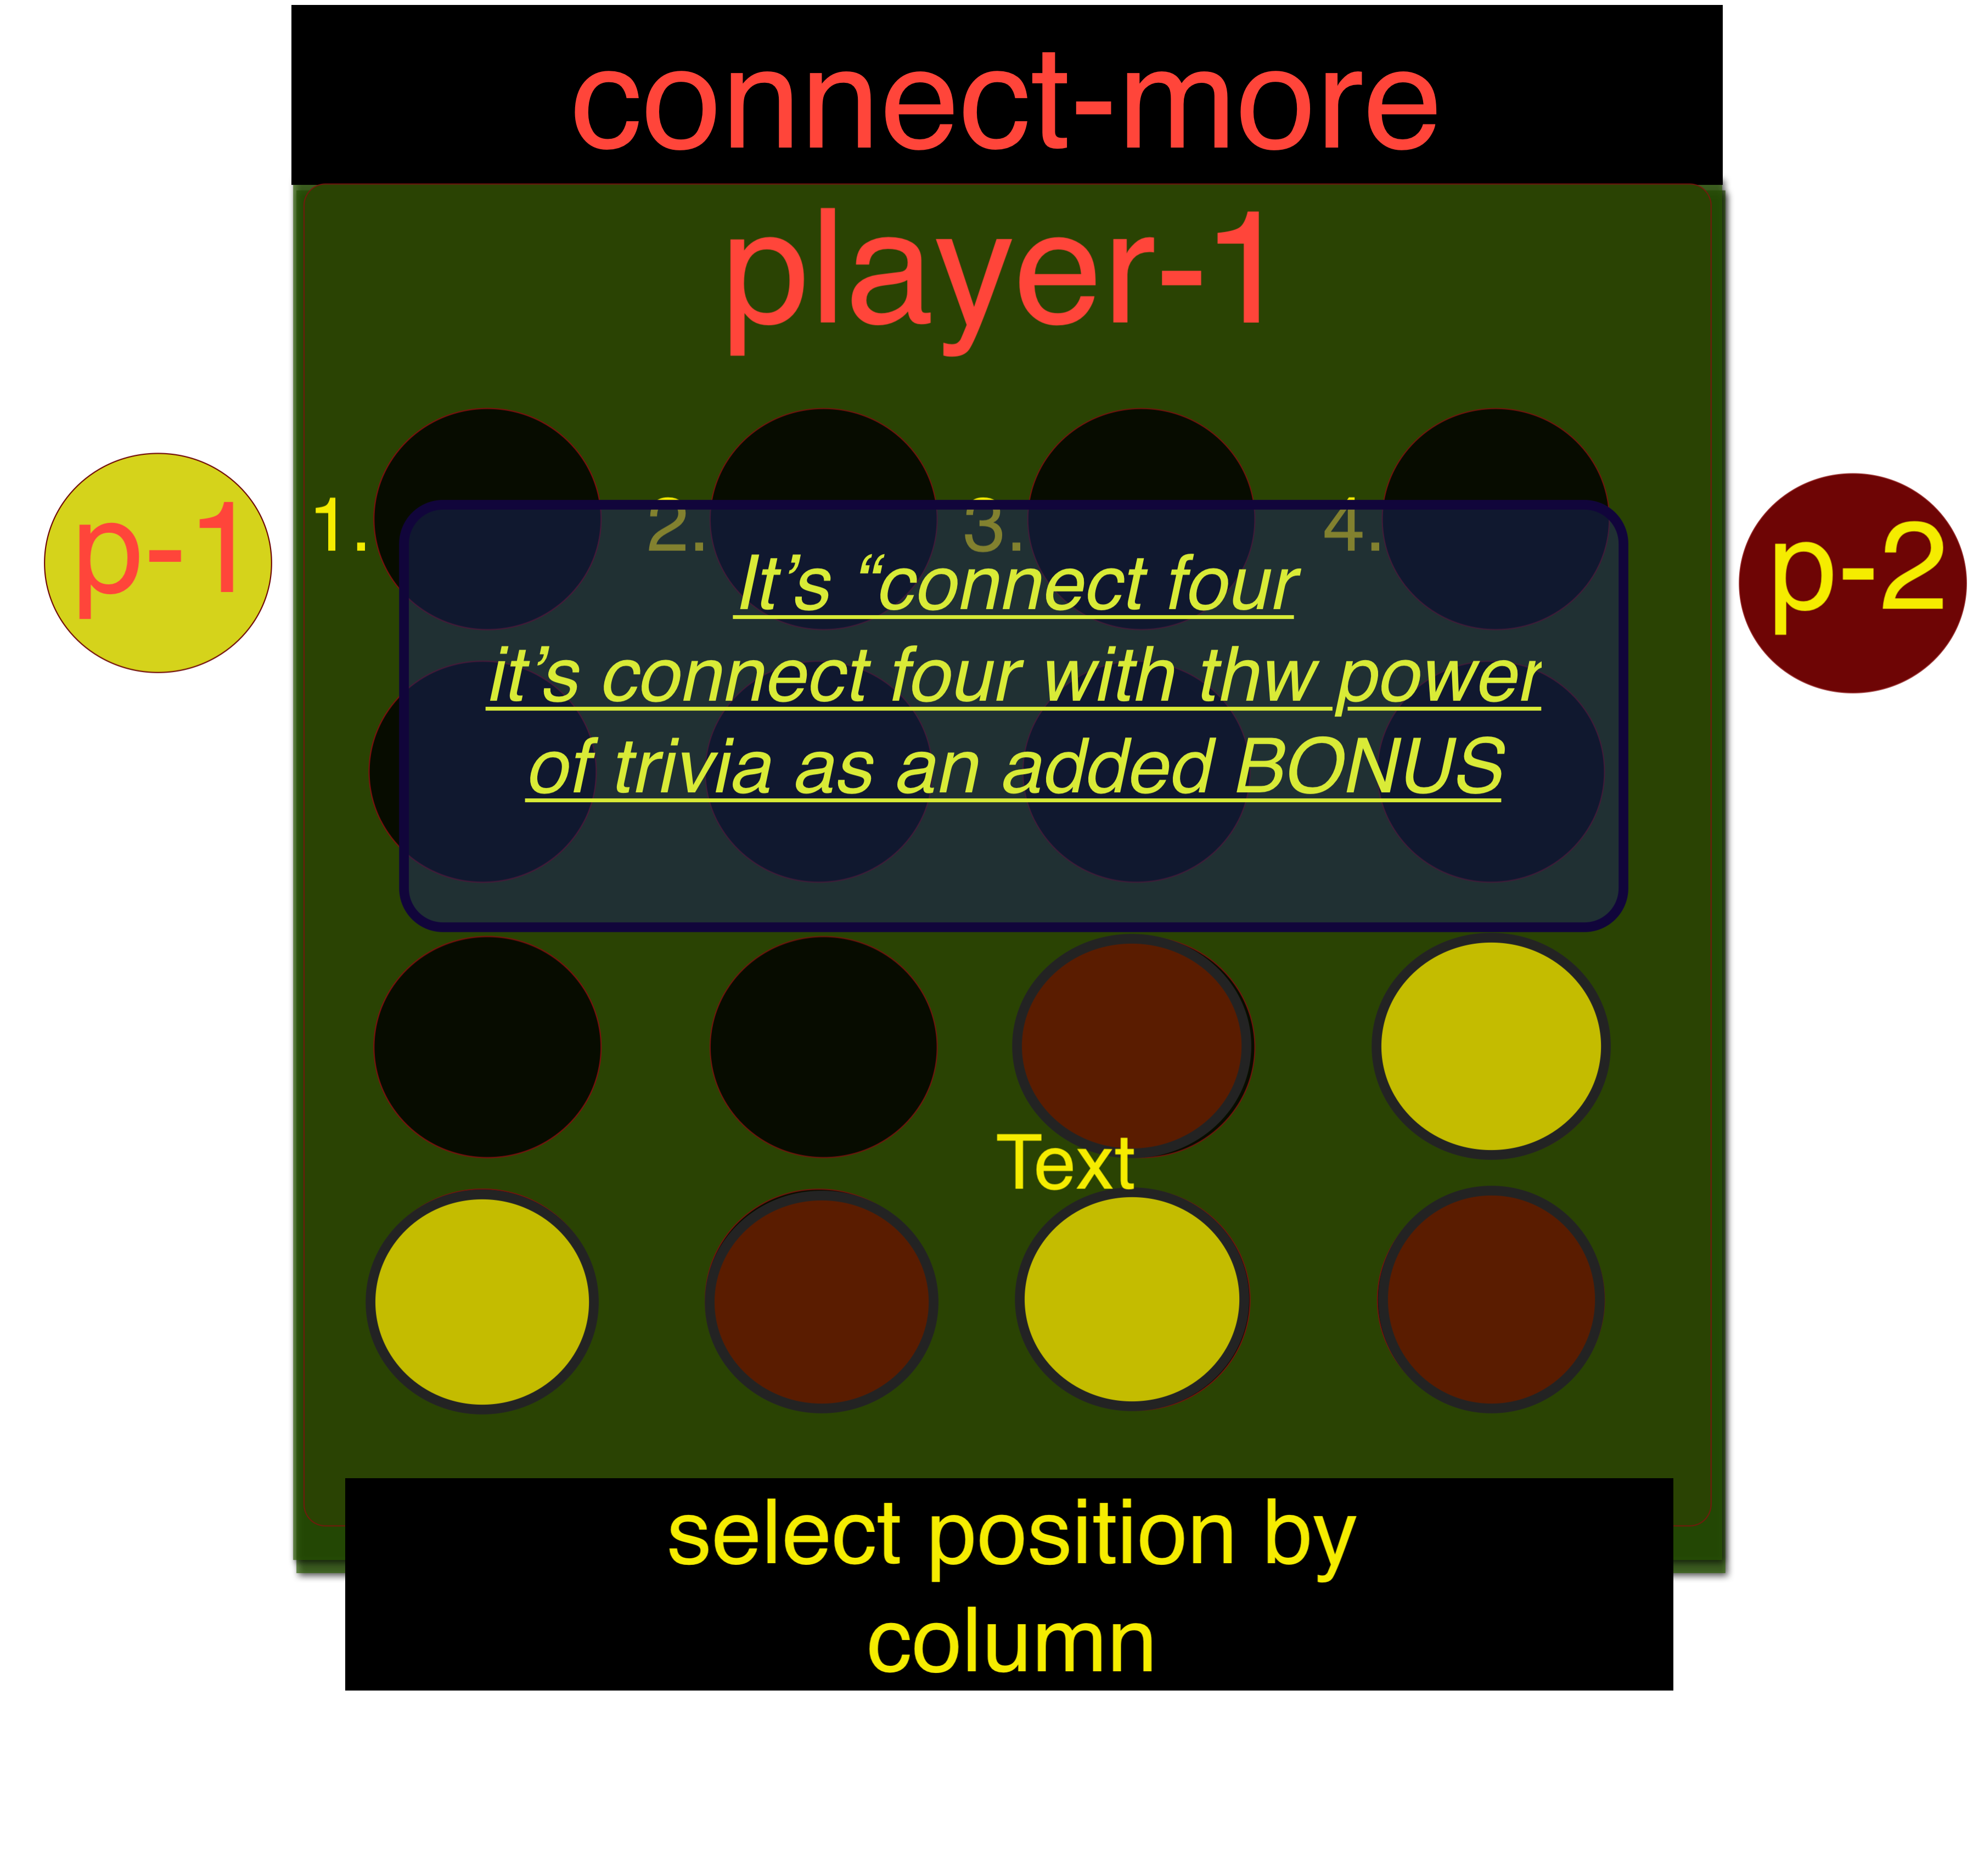 connect-more
player-1
p-1
1. 2. 3. 4.
p-2
It’s “connect four
it’s connect four with thw power
of trivia as an added BONUS
Text
select position by
column